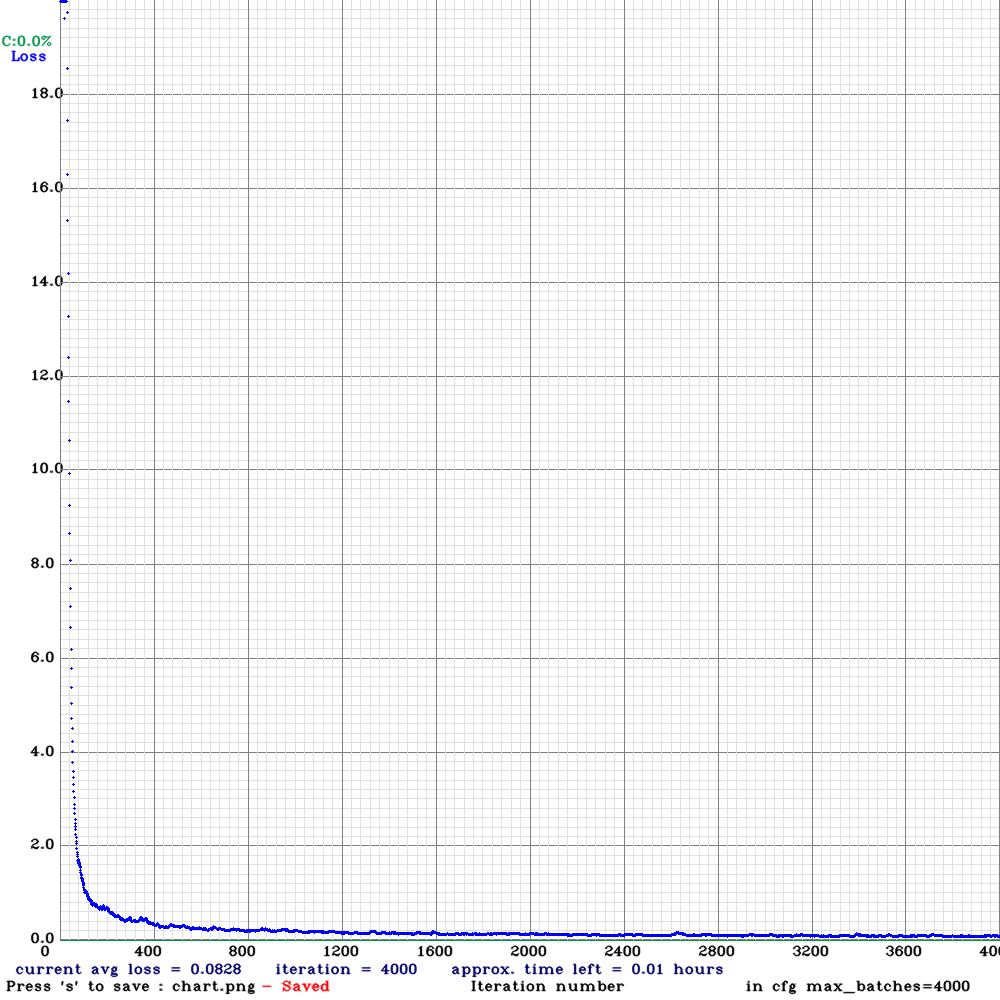 C:0.0%
Loss
18.0
16.0
14.0
12.0
10.0
8.0
6.0
4.0
2.0
0.0
0 400 800 1200 1600 2000 2400 2800 3200 3600 400
current avg loss = 0.0828 iteration = 4000 approx. time left = 0.01 hours
Press 's' to save : chart.png - Saved Iteration number in cfg max_batches=4000